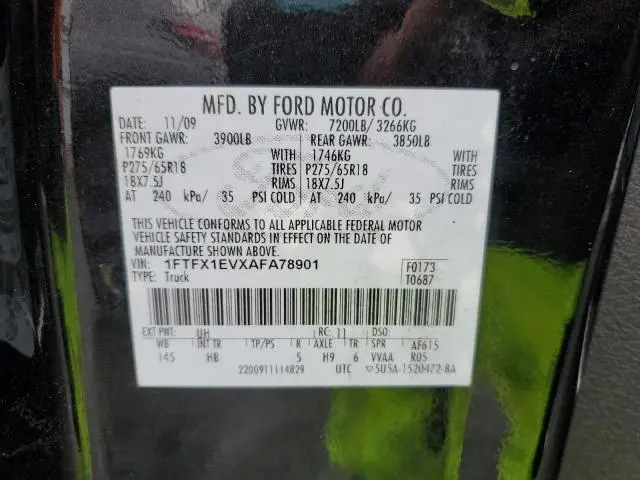 MFD. BY FORD MOTOR CO.
DATE: 11/09 GVWR: 7200LB/ 3266KG
FRONT GAWR: 3900LB REAR GAWR: 3850LB
1769KG WITH 1746KG WITH
P275/65R18 TIRES P275/65R18 TIRES
18X7.5J RIMS 18X7.5J RIMS
AT 240 kPa/ 35 PSI COLD AT 240 kPa/ 35 PSI COLD
THIS VEHICLE CONFORMS TO ALL APPLICABLE FEDERAL MOTOR
VEHICLE SAFETY STANDARDS IN EFFECT ON THE DATE OF
MANUFACTURE SHOWN ABOVE.
VIN: 1FTFX1EVXAFA78901 F0173
TYPE: Truck T0687
EXT PNT: UH RC: 11 DSO:
WB INT TR TP/PS R AXLE TR SPR AF615
145 HB 5 H9 6 VVAA R05
2200911114829 UTC 5U5A-1520472-BA